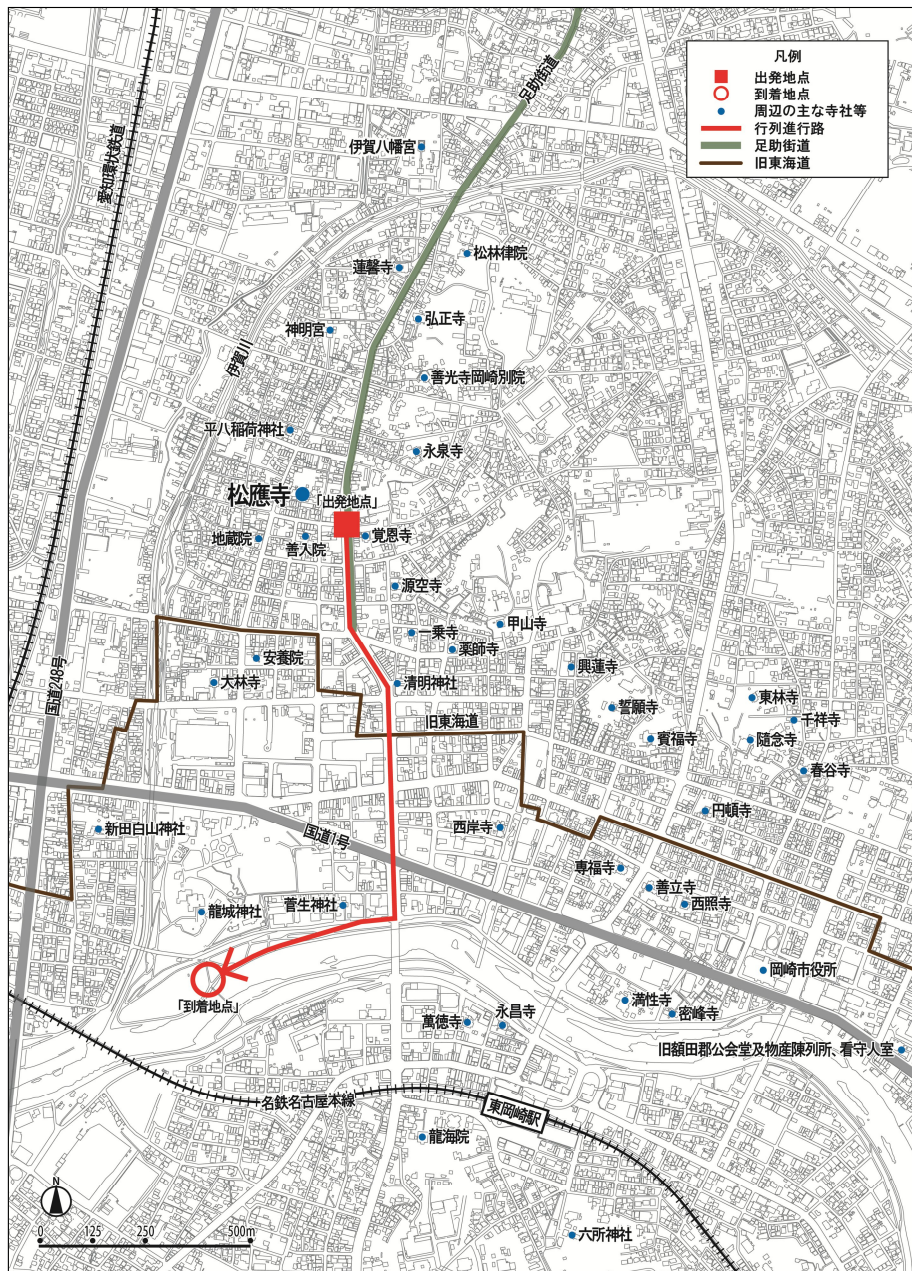 凡例
出発地点
到着地点
周辺の主な寺社等
行列進行路
足助街道
旧東海道
足助街道
愛知環状鉄道
伊賀八幡宮
松林律院
蓮馨寺
弘正寺
神明宮
伊賀川
善光寺岡崎別院
平八稲荷神社
永泉寺
松應寺
「出発地点」
地蔵院
善入院
覚恩寺
源空寺
一乗寺
甲山寺
薬師寺
安養院
興蓮寺
大林寺
清明神社
国道248号
誓願寺
東林寺
千祥寺
旧東海道
賓福寺
隨念寺
春谷寺
円頓寺
新田白山神社
国道1号
西岸寺
専福寺
善立寺
西照寺
龍城神社
菅生神社
岡崎市役所
「到着地点」
満性寺
密峰寺
萬徳寺
永昌寺
旧額田郡公会堂及物産陳列所、看守人室
名鉄名古屋本線
東岡崎駅
龍海院
六所神社
N
0 125 250 500m